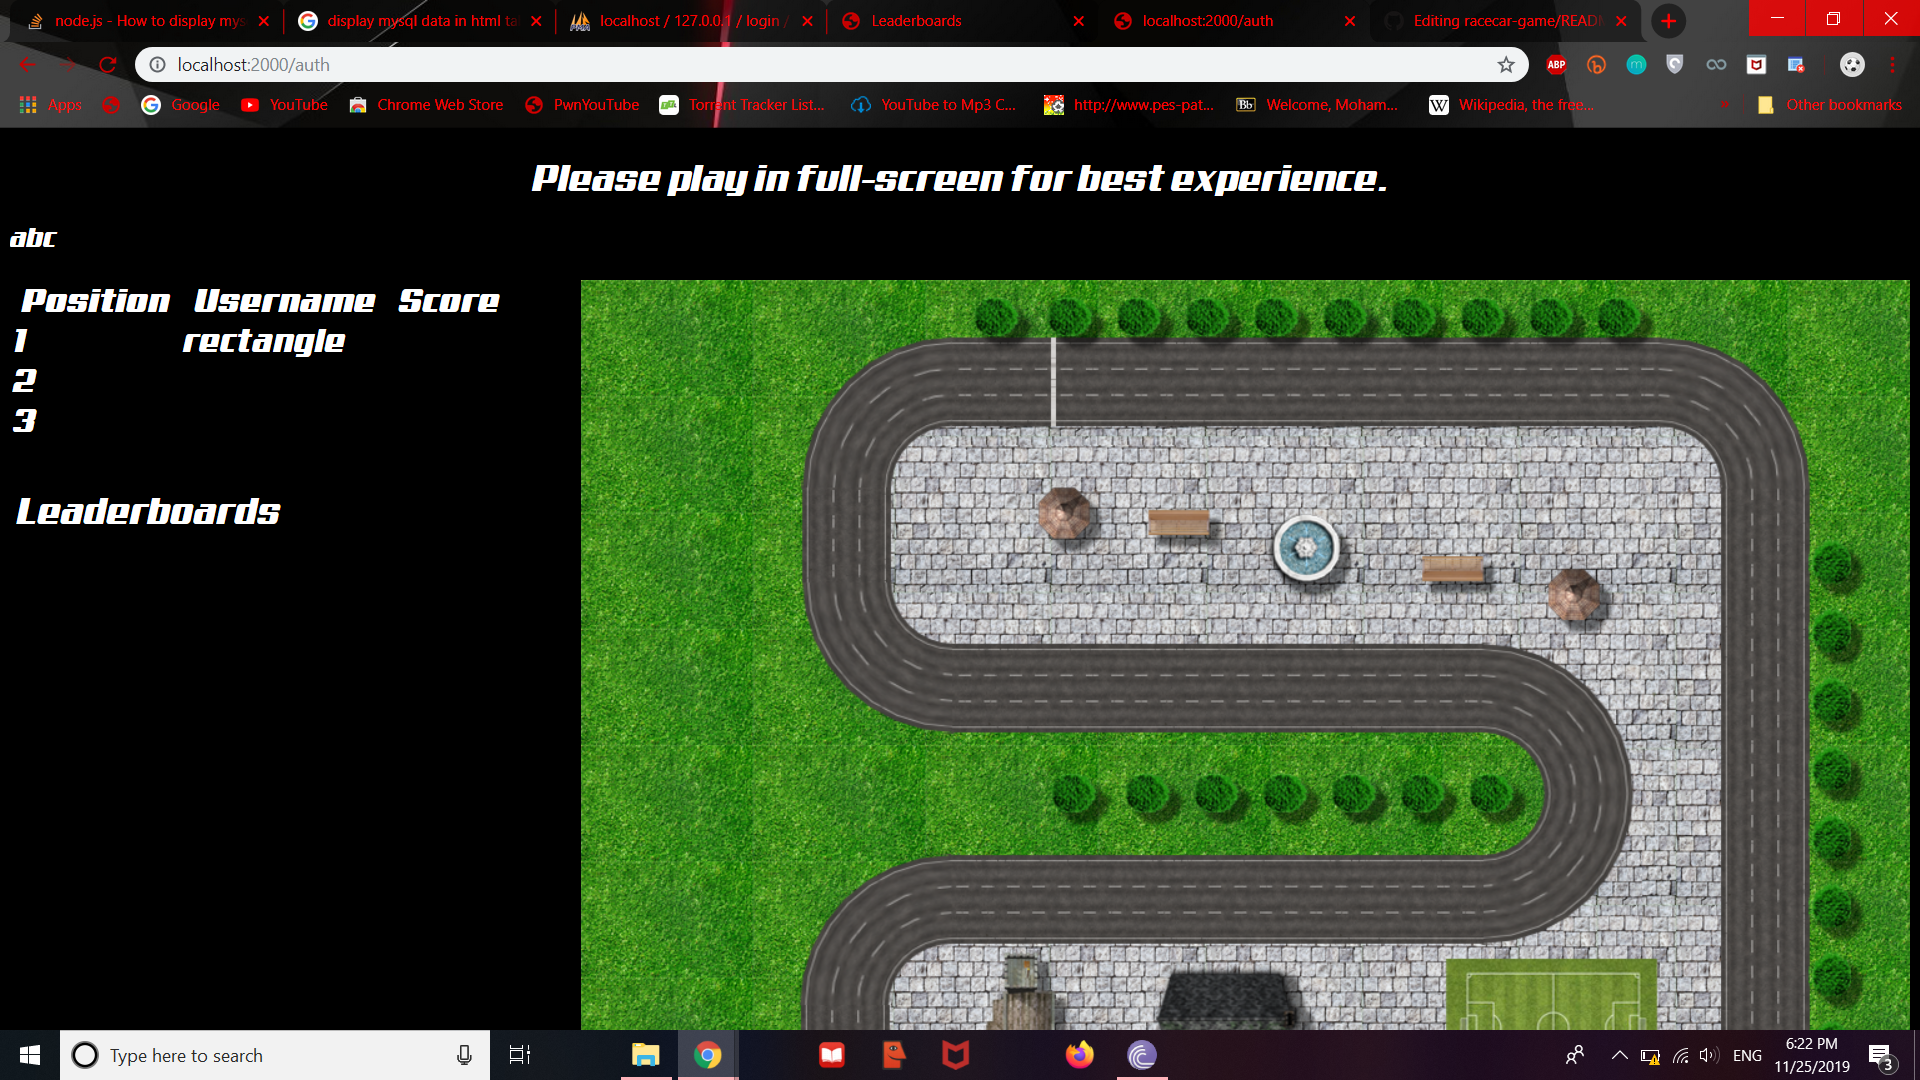 node.js - How to display mys
display mysql data in html ta
localhost / 127.0.0.1 / login /
Leaderboards
localhost:2000/auth
Editing racecar-game/READ
localhost:2000/auth
ABP
Apps
Google
YouTube
Chrome Web Store
PwnYouTube
Torrent Tracker List...
YouTube to Mp3 C...
http://www.pes-pat...
Bb
Welcome, Moham...
W
Wikipedia, the free...
Other bookmarks
Please play in full-screen for best experience.
abc
Position Username Score
1 rectangle
2
3
Leaderboards
Type here to search
ENG
6:22 PM
11/25/2019
3